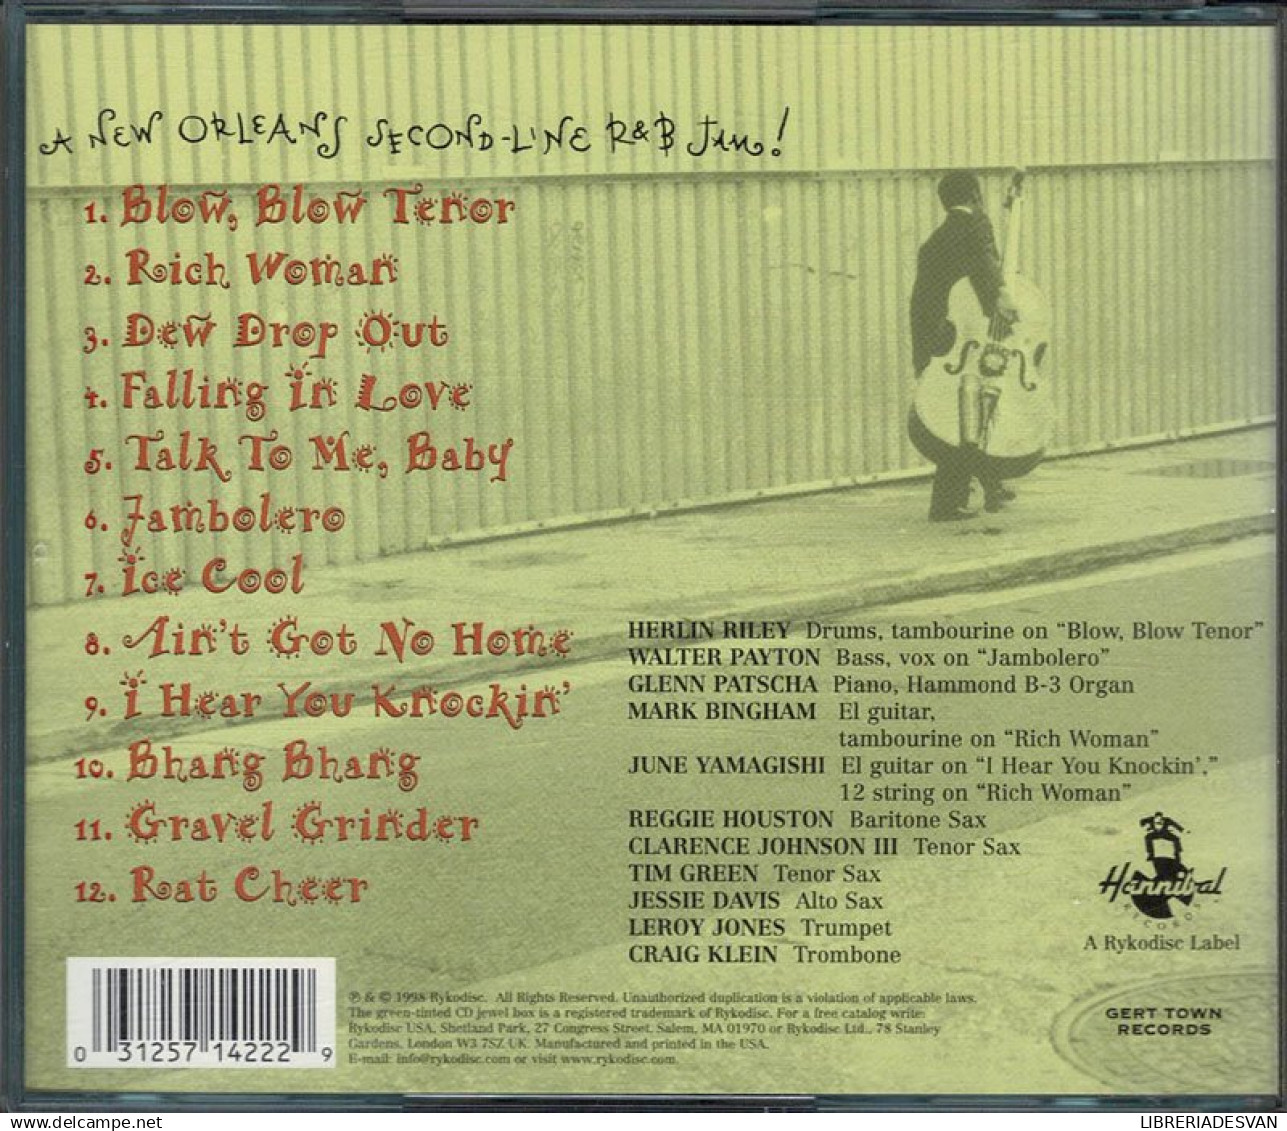 A NEW ORLEANS SECOND-LINE R&B JAM!
1. Blow, Blow Tenor
2. Rich Woman
3. Dew Drop Out
4. Falling In Love
5. Talk To Me, Baby
6. Jambolero
7. Ice Cool
8. Ain't Got No Home
9. I Hear You Knockin'
10. Bhang Bhang
11. Gravel Grinder
12. Rat Cheer
HERLIN RILEY Drums, tambourine on "Blow, Blow Tenor"
WALTER PAYTON Bass, vox on "Jambolero"
GLENN PATSCHA Piano, Hammond B-3 Organ
MARK BINGHAM El guitar,
tambourine on "Rich Woman"
JUNE YAMAGISHI El guitar on "I Hear You Knockin',"
12 string on "Rich Woman"
REGGIE HOUSTON Baritone Sax
CLARENCE JOHNSON III Tenor Sax
TIM GREEN Tenor Sax
JESSIE DAVIS Alto Sax
LEROY JONES Trumpet
CRAIG KLEIN Trombone
Hannibal
RECORDS
A Rykodisc Label
GERT TOWN
RECORDS
0 31257 14222 9
℗ & © 1998 Rykodisc. All Rights Reserved. Unauthorized duplication is a violation of applicable laws.
The green-tinted CD jewel box is a registered trademark of Rykodisc. For a free catalog write:
Rykodisc USA, Shetland Park, 27 Congress Street, Salem, MA 01970 or Rykodisc Ltd., 78 Stanley
Gardens, London W3 7SZ UK. Manufactured and printed in the USA.
E-mail: info@rykodisc.com or visit www.rykodisc.com.
https://www.delcampe.net
LIBRERIADESVAN